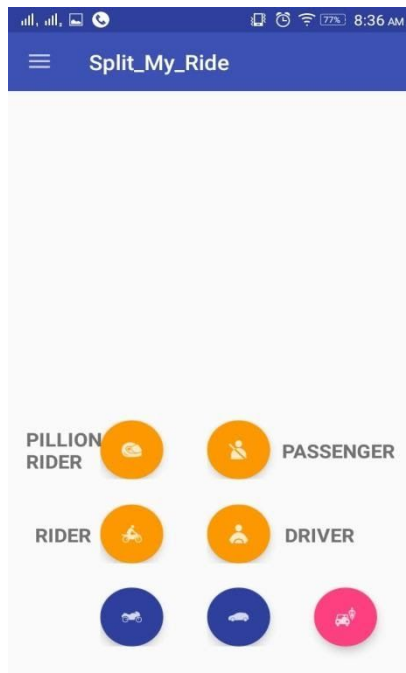 77% 8:36 AM
Split_My_Ride
PILLION
RIDER
PASSENGER
RIDER
DRIVER